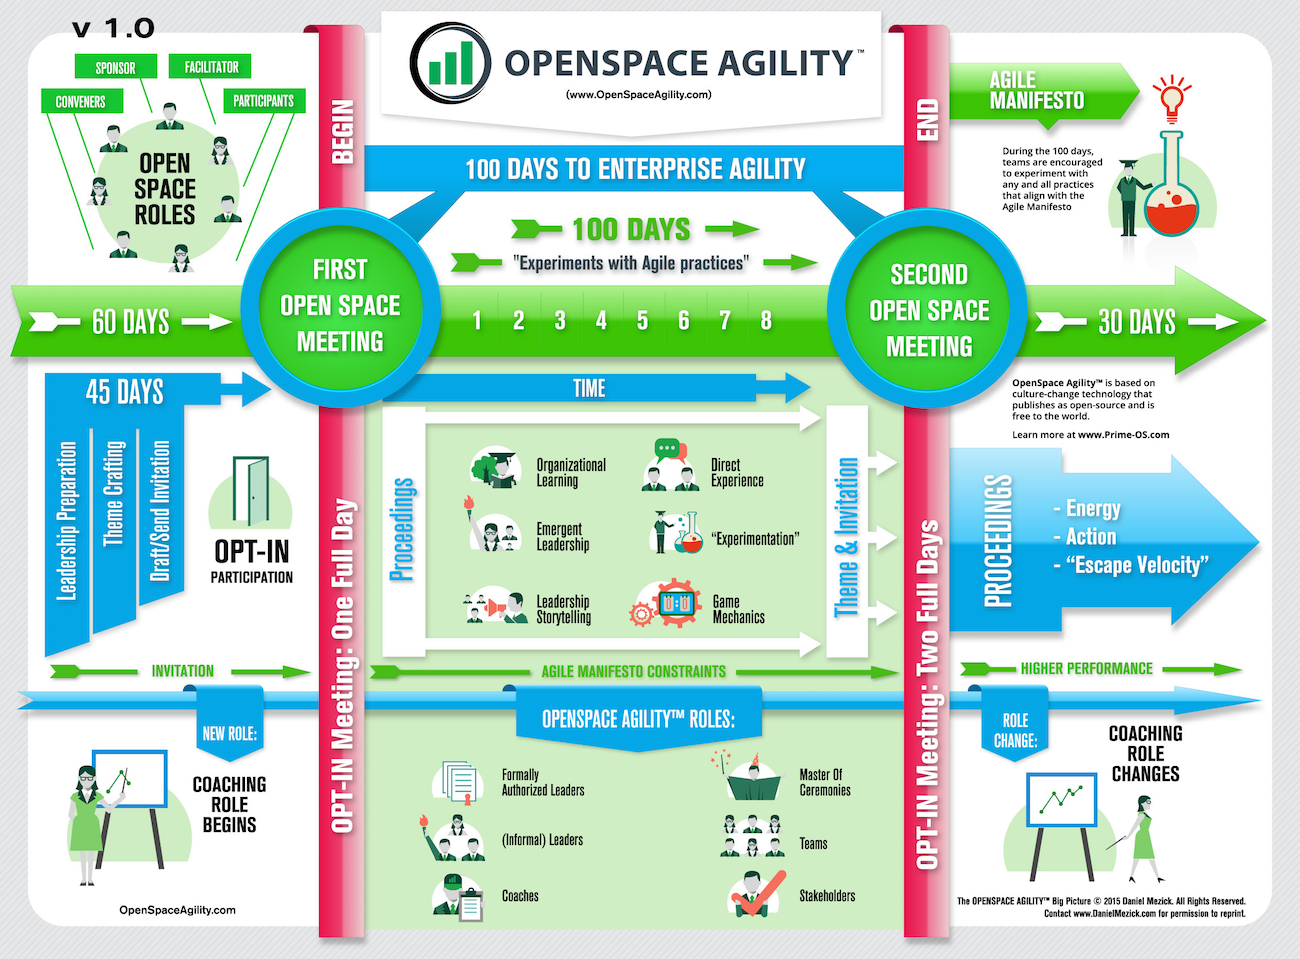 v 1.0
SPONSOR
FACILITATOR
CONVENERS
PARTICIPANTS
OPEN
SPACE
ROLES
BEGIN
OPENSPACE AGILITY™
(www.OpenSpaceAgility.com)
END
AGILE
MANIFESTO
During the 100 days,
teams are encouraged
to experiment with
any and all practices
that align with the
Agile Manifesto
100 DAYS TO ENTERPRISE AGILITY
100 DAYS
"Experiments with Agile practices"
60 DAYS
FIRST
OPEN SPACE
MEETING
1 2 3 4 5 6 7 8
SECOND
OPEN SPACE
MEETING
30 DAYS
45 DAYS
Leadership Preparation
Theme Crafting
Draft/Send Invitation
OPT-IN
PARTICIPATION
INVITATION
OPT-IN Meeting: One Full Day
TIME
Proceedings
Organizational
Learning
Direct
Experience
Emergent
Leadership
“Experimentation”
Leadership
Storytelling
Game
Mechanics
Theme & Invitation
AGILE MANIFESTO CONSTRAINTS
OPT-IN Meeting: Two Full Days
OpenSpace Agility™ is based on
culture-change technology that
publishes as open-source and is
free to the world.
Learn more at www.Prime-OS.com
PROCEEDINGS
- Energy
- Action
- “Escape Velocity”
HIGHER PERFORMANCE
NEW ROLE:
COACHING
ROLE
BEGINS
OpenSpaceAgility.com
OPENSPACE AGILITY™ ROLES:
Formally
Authorized Leaders
Master Of
Ceremonies
(Informal) Leaders
Teams
Coaches
Stakeholders
ROLE
CHANGE:
COACHING
ROLE
CHANGES
The OPENSPACE AGILITY™ Big Picture © 2015 Daniel Mezick. All Rights Reserved.
Contact www.DanielMezick.com for permission to reprint.